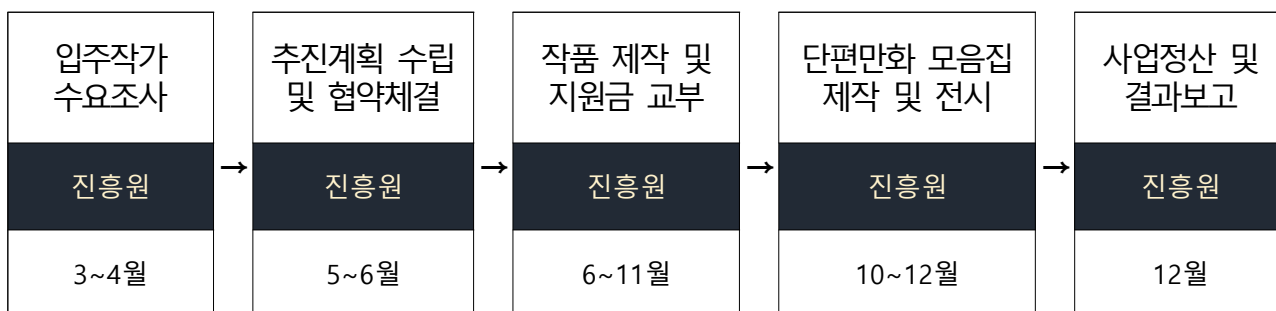 입주작가
수요조사
진흥원
3~4월
→
추진계획 수립
및 협약체결
진흥원
5~6월
→
작품 제작 및
지원금 교부
진흥원
6~11월
→
단편만화 모음집
제작 및 전시
진흥원
10~12월
→
사업정산 및
결과보고
진흥원
12월